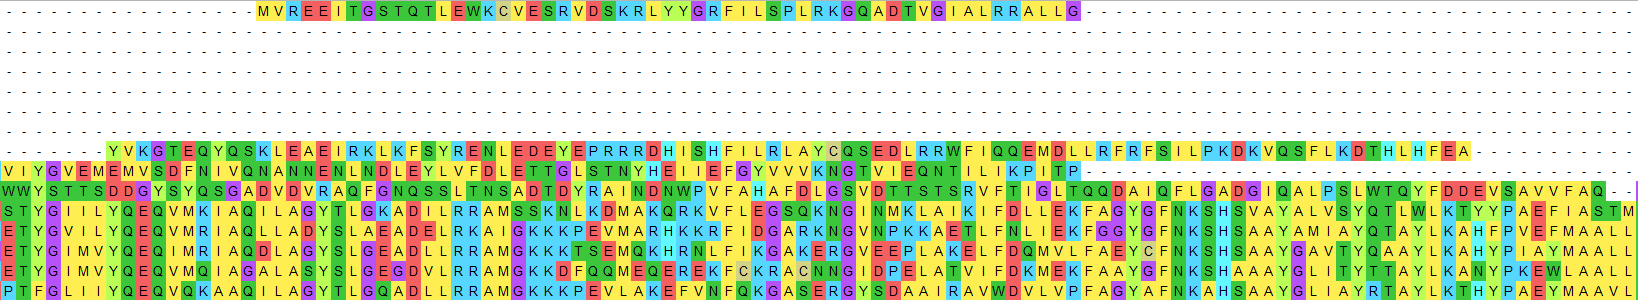 -----------------MVREEITGSTQTLEWKCVESRVDSKRLYYGRFILSPLRKGQADTVGIALRRALLG-------------------------------------
-------------------------------------------------------------------------------------------------------------
-------------------------------------------------------------------------------------------------------------
-------------------------------------------------------------------------------------------------------------
-------------------------------------------------------------------------------------------------------------
-------------------------------------------------------------------------------------------------------------
-------------------------------------------------------------------------------------------------------------
-------YVKGTEQYQSKLEAEIRKLKFSYRENLEDEYEPRRRDHISHFILRLAYCQSEDLRRWFIQQEMDLLRFRFSILPKDKVQSFLKDTHLHFEA-----------
VIYGVEMEMVSDFNIVQNANNENLNDLEYLVFDLETTGLSTNYHEIIEFGYVVVKNGTVIEQNTILIKPITP-------------------------------------
WWYSTTSDDGYSYQSGADVDVRAQFGNQSSLTNSADTDYRAINDNWPVFAHAFDLGSVDTTSTSRVFTIGLTQQDAIQFLGADGIQALPSLWTQYFDDEVSAVVFAQ--
STYGIILYQEQVMKIAQILAGYTLGKADILRRAMSSKNLKDMAKQRKVFLEGSQKNGINMKLAIKIFDLLEKFAGYGFNKSHSVAYALVSYQTLWLKTYYPAEFIASTM
ETYGVILYQEQVMRIAQLLADYSLAEADELRKAIGKKKPEVMARHKKRFIDGARKNGVNPKKAETLFNLIEKFGGYGFNKSHSAAYAMIAYQTAYLKAHFPVEFMAALL
ETYGIMVYQEQIMRIAQDLAGYSLGEADLLRRAMGKKKTSEMQKHRNLFIKGAKERGVEEPLAKELFDQMVLFAEYCFNKSHSAAYGAVTYQAAYLKAHYPIAYMAALL
ETYGIMVYQEQVMQIAGALASYSLGEGDVLRRAMGKKDFQQMEQEREKFCKRACNNGIDPELATVIFDKMEKFAAYGFNKSHAAAYGLITYTTAYLKANYPKEWLAALL
PTFGLIIYQEQVQKAAQILAGYTLGQADLLRRAMGKKKPEVLAKEFVNFQKGASERGYSDAAIRAVWDVLVPFAGYAFNKAHSAAYGLIAYRTAYLKTHYPAEYMAAVL